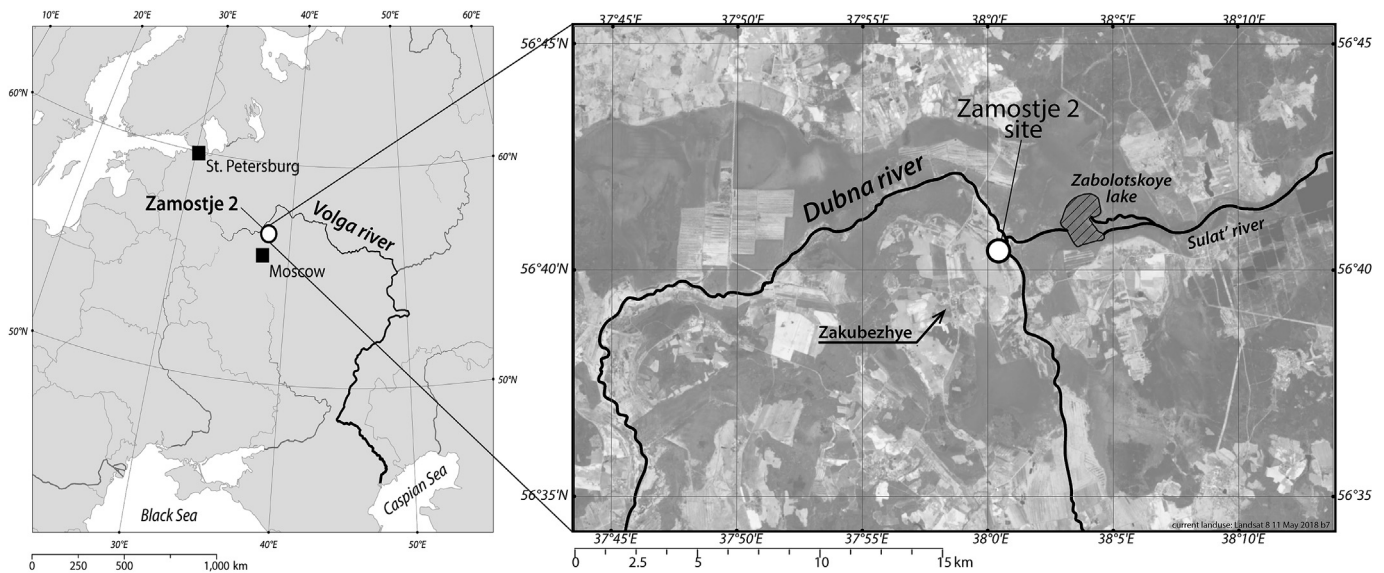 10°E 20°E 30°E 40°E 50°E 60°E
60°N
60°N
St. Petersburg
Zamostje 2
Volga river
Moscow
50°N
50°N
Caspian Sea
Black Sea
30°E 40°E 50°E
0 250 500 1,000 km
37°45'E 37°50'E 37°55'E 38°0'E 38°5'E 38°10'E
56°45'N 56°45
Zamostje 2
site
Dubna river
Zabolotskoye
lake
Sulat' river
56°40'N 56°40
Zakubezhye
56°35'N 56°35
current landuse: Landsat 8 11 May 2018 b7
37°45'E 37°50'E 37°55'E 38°0'E 38°5'E 38°10'E
0 2.5 5 10 15 km